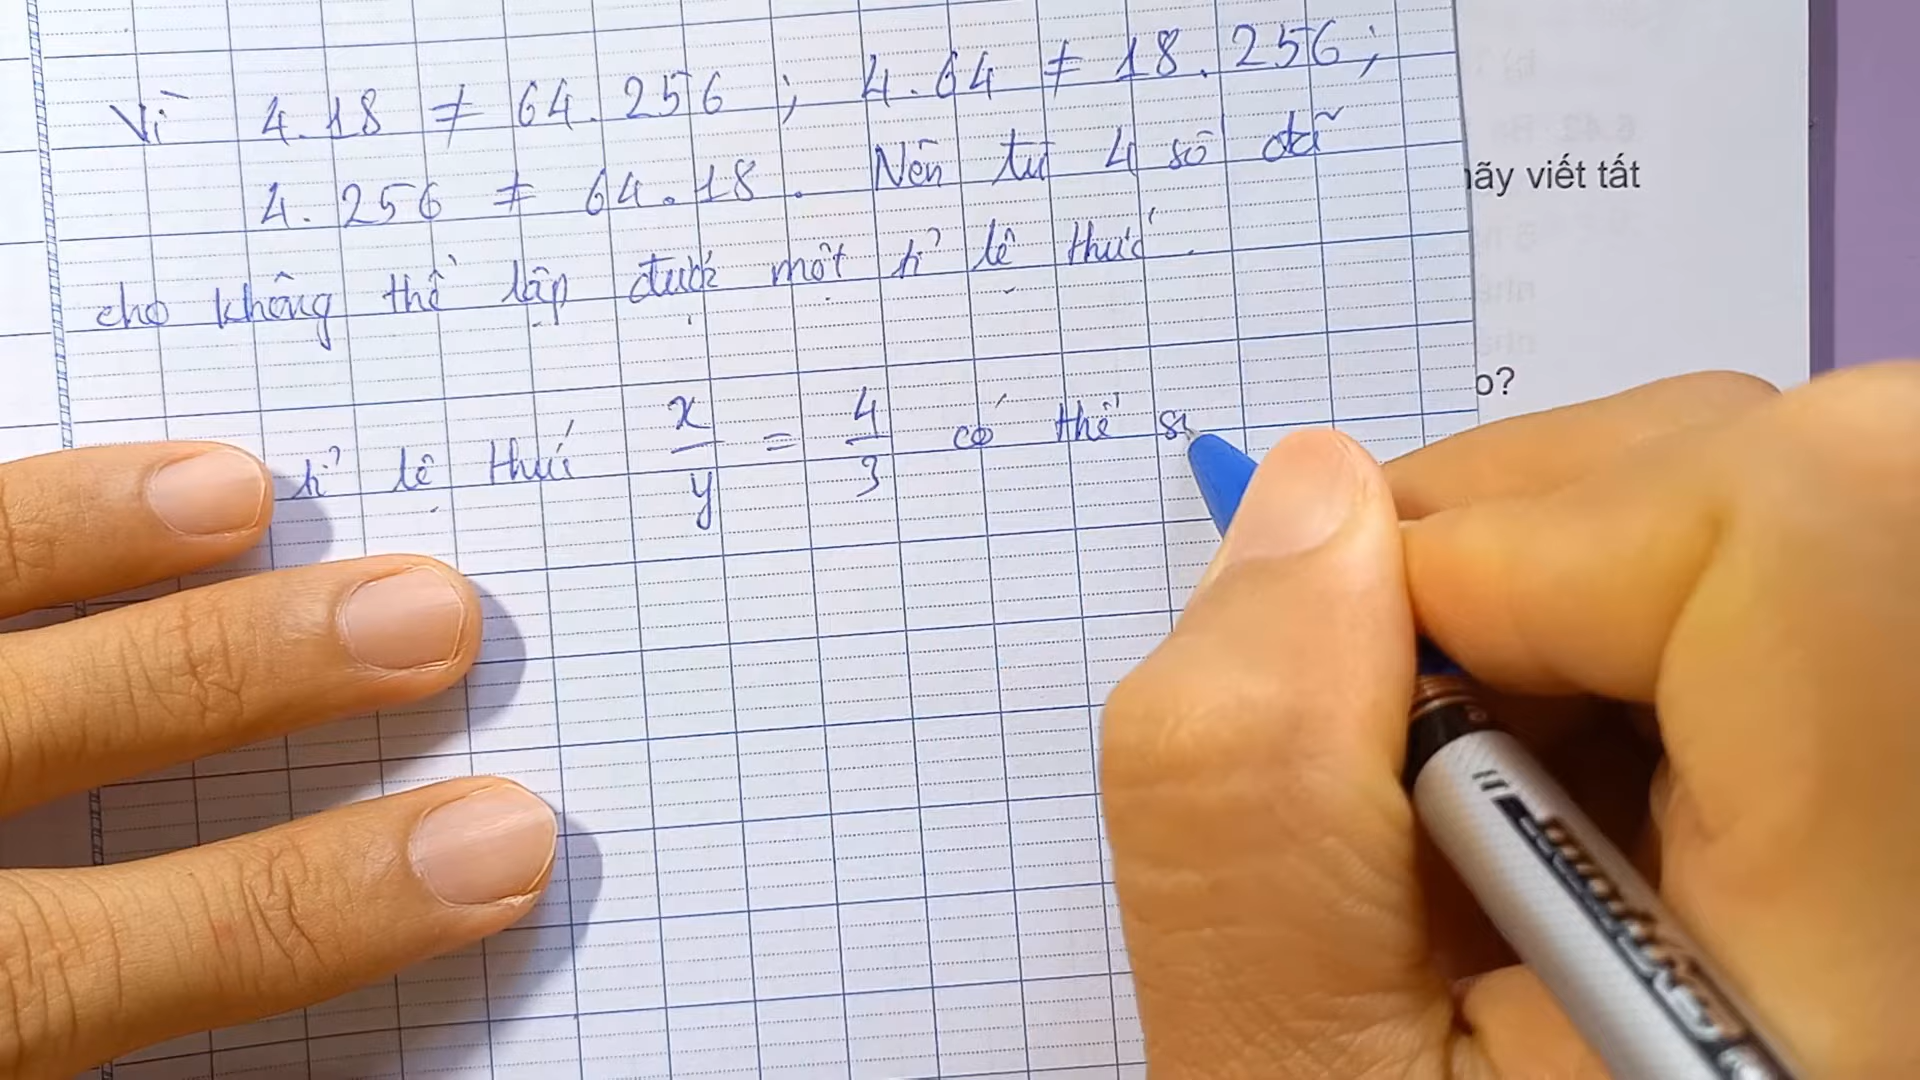 Vì 4.18 ≠ 64.256 ; 4.64 ≠ 18.256 ;
4.256 ≠ 64.18. Nên từ 4 số đã
cho không thể lập được một tỉ lệ thức.
tỉ lệ thức x/y = 4/3 có thể s
ãy viết tất
o?